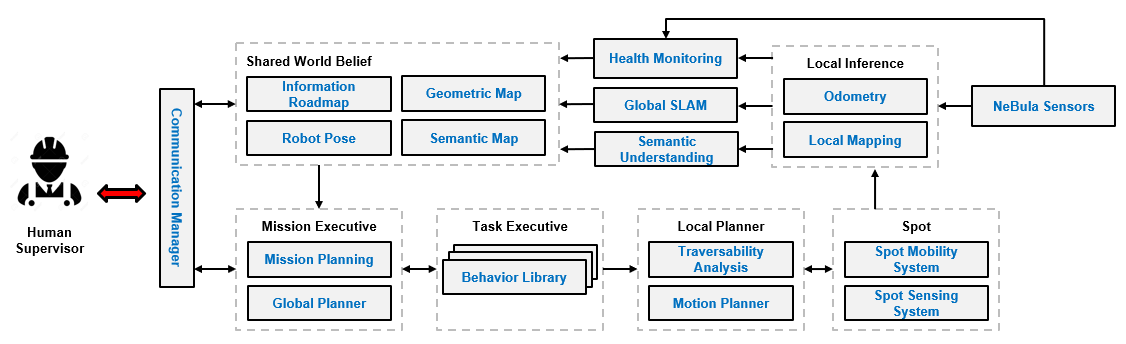 Human
Supervisor
Communication Manager
Shared World Belief
Information
Roadmap
Geometric Map
Robot Pose
Semantic Map
Health Monitoring
Global SLAM
Semantic
Understanding
Local Inference
Odometry
Local Mapping
NeBula Sensors
Mission Executive
Mission Planning
Global Planner
Task Executive
Behavior Library
Local Planner
Traversability
Analysis
Motion Planner
Spot
Spot Mobility
System
Spot Sensing
System